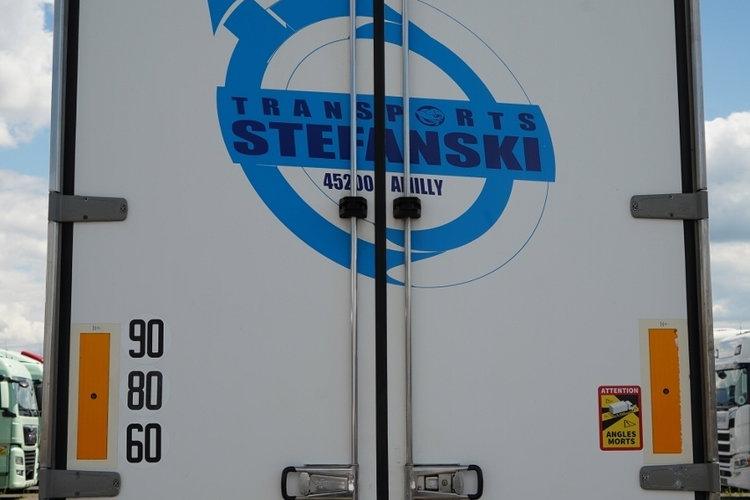 TRANSPORTS
STEFANSKI
45200 AMILLY
90
80
60
ATTENTION
ANGLES
MORTS